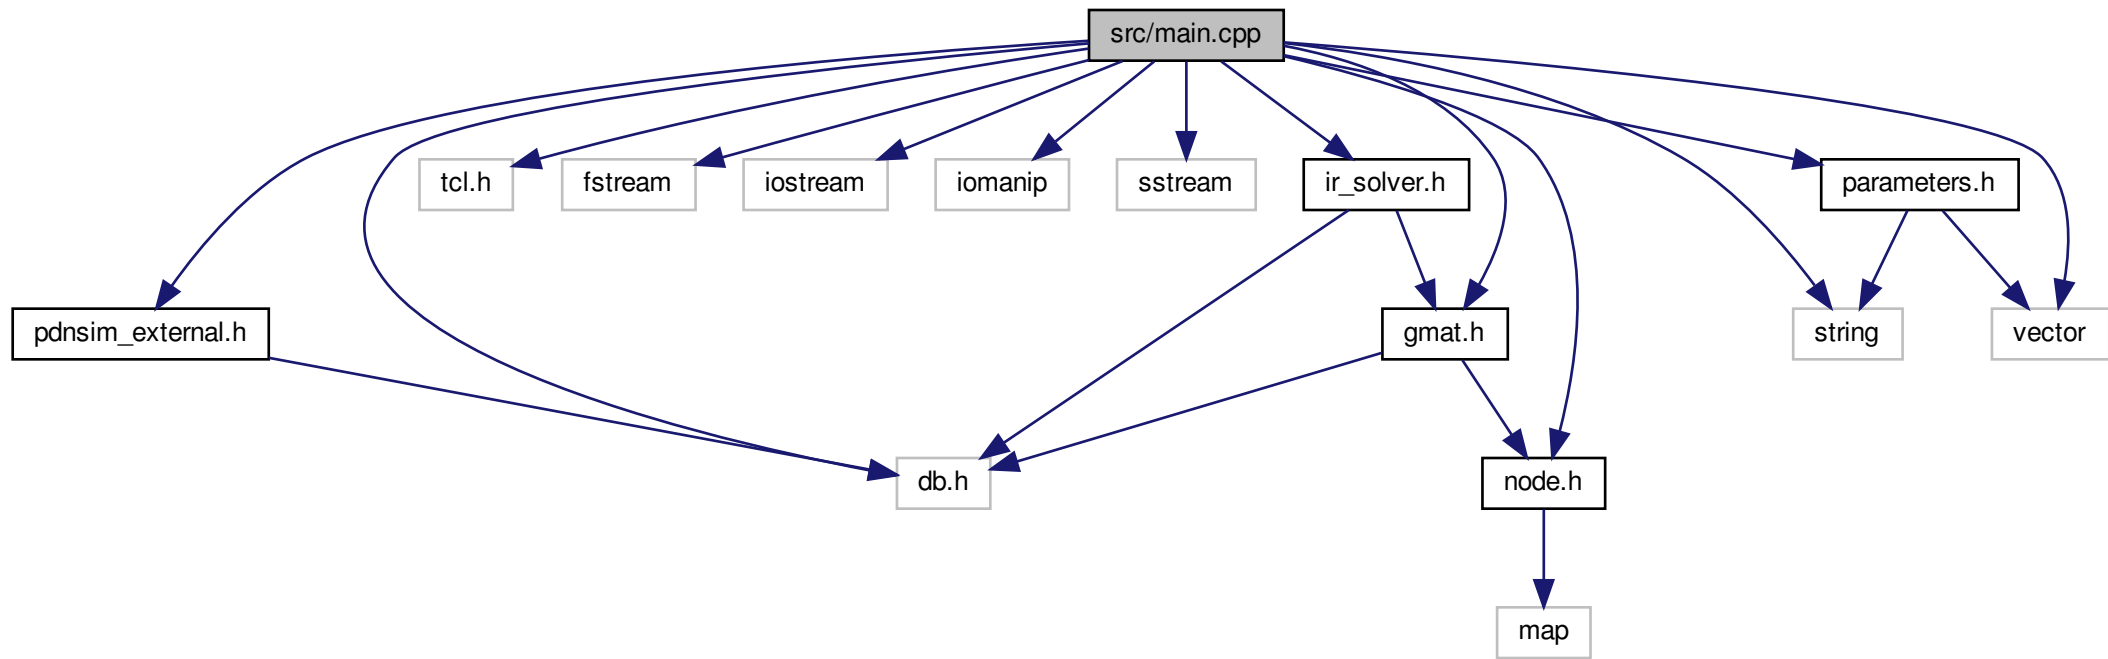 src/main.cpp
tcl.h
fstream
iostream
iomanip
sstream
ir_solver.h
parameters.h
pdnsim_external.h
gmat.h
string
vector
db.h
node.h
map